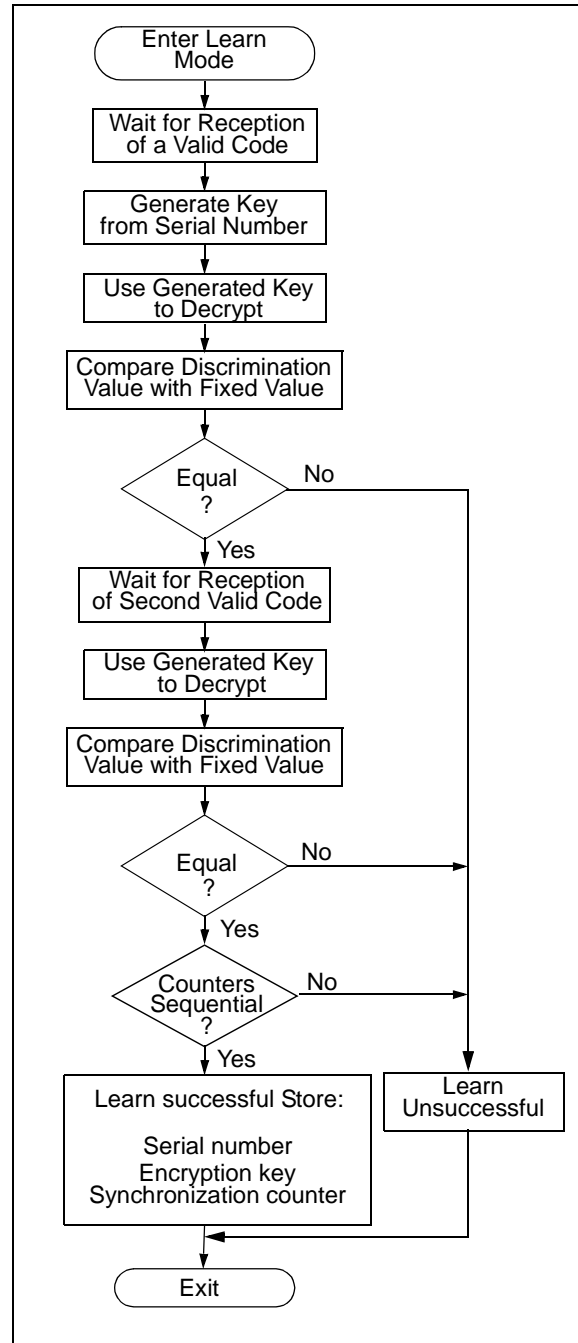 Enter Learn
Mode
Wait for Reception
of a Valid Code
Generate Key
from Serial Number
Use Generated Key
to Decrypt
Compare Discrimination
Value with Fixed Value
Equal
?
No
Yes
Wait for Reception
of Second Valid Code
Use Generated Key
to Decrypt
Compare Discrimination
Value with Fixed Value
Equal
?
No
Yes
Counters
Sequential
?
No
Yes
Learn successful Store:
Serial number
Encryption key
Synchronization counter
Learn
Unsuccessful
Exit